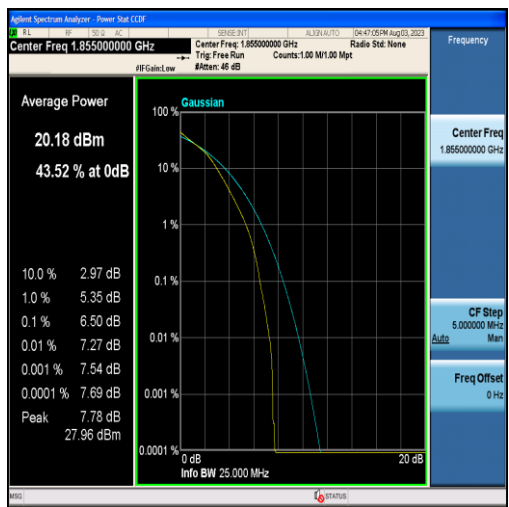 Agilent Spectrum Analyzer - Power Stat CCDF
RL RF 50 Ω AC SENSE:INT ALIGN AUTO 04:47:05 PM Aug 03, 2023
Center Freq 1.855000000 GHz
Center Freq: 1.855000000 GHz Radio Std: None
Trig: Free Run Counts:1.00 M/1.00 Mpt
#IFGain:Low #Atten: 46 dB
Frequency
Average Power
20.18 dBm
43.52 % at 0dB
10.0 % 2.97 dB
1.0 % 5.35 dB
0.1 % 6.50 dB
0.01 % 7.27 dB
0.001 % 7.54 dB
0.0001 % 7.69 dB
Peak 7.78 dB
27.96 dBm
Gaussian
100 %
10 %
1 %
0.1 %
0.01 %
0.001 %
0.0001 %
0 dB 20 dB
Info BW 25.000 MHz
Center Freq
1.855000000 GHz
CF Step
5.000000 MHz
Auto Man
Freq Offset
0 Hz
MSG STATUS